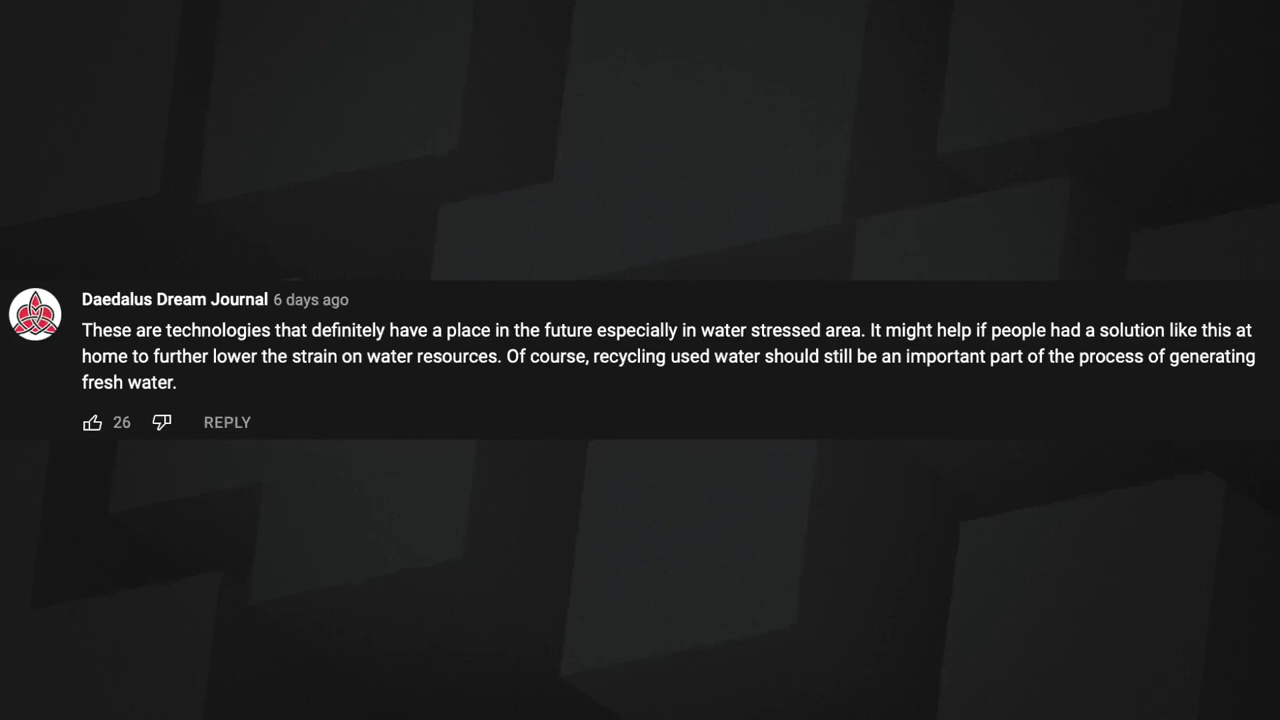 Daedalus Dream Journal 6 days ago
These are technologies that definitely have a place in the future especially in water stressed area. It might help if people had a solution like this at
home to further lower the strain on water resources. Of course, recycling used water should still be an important part of the process of generating
fresh water.
26 REPLY